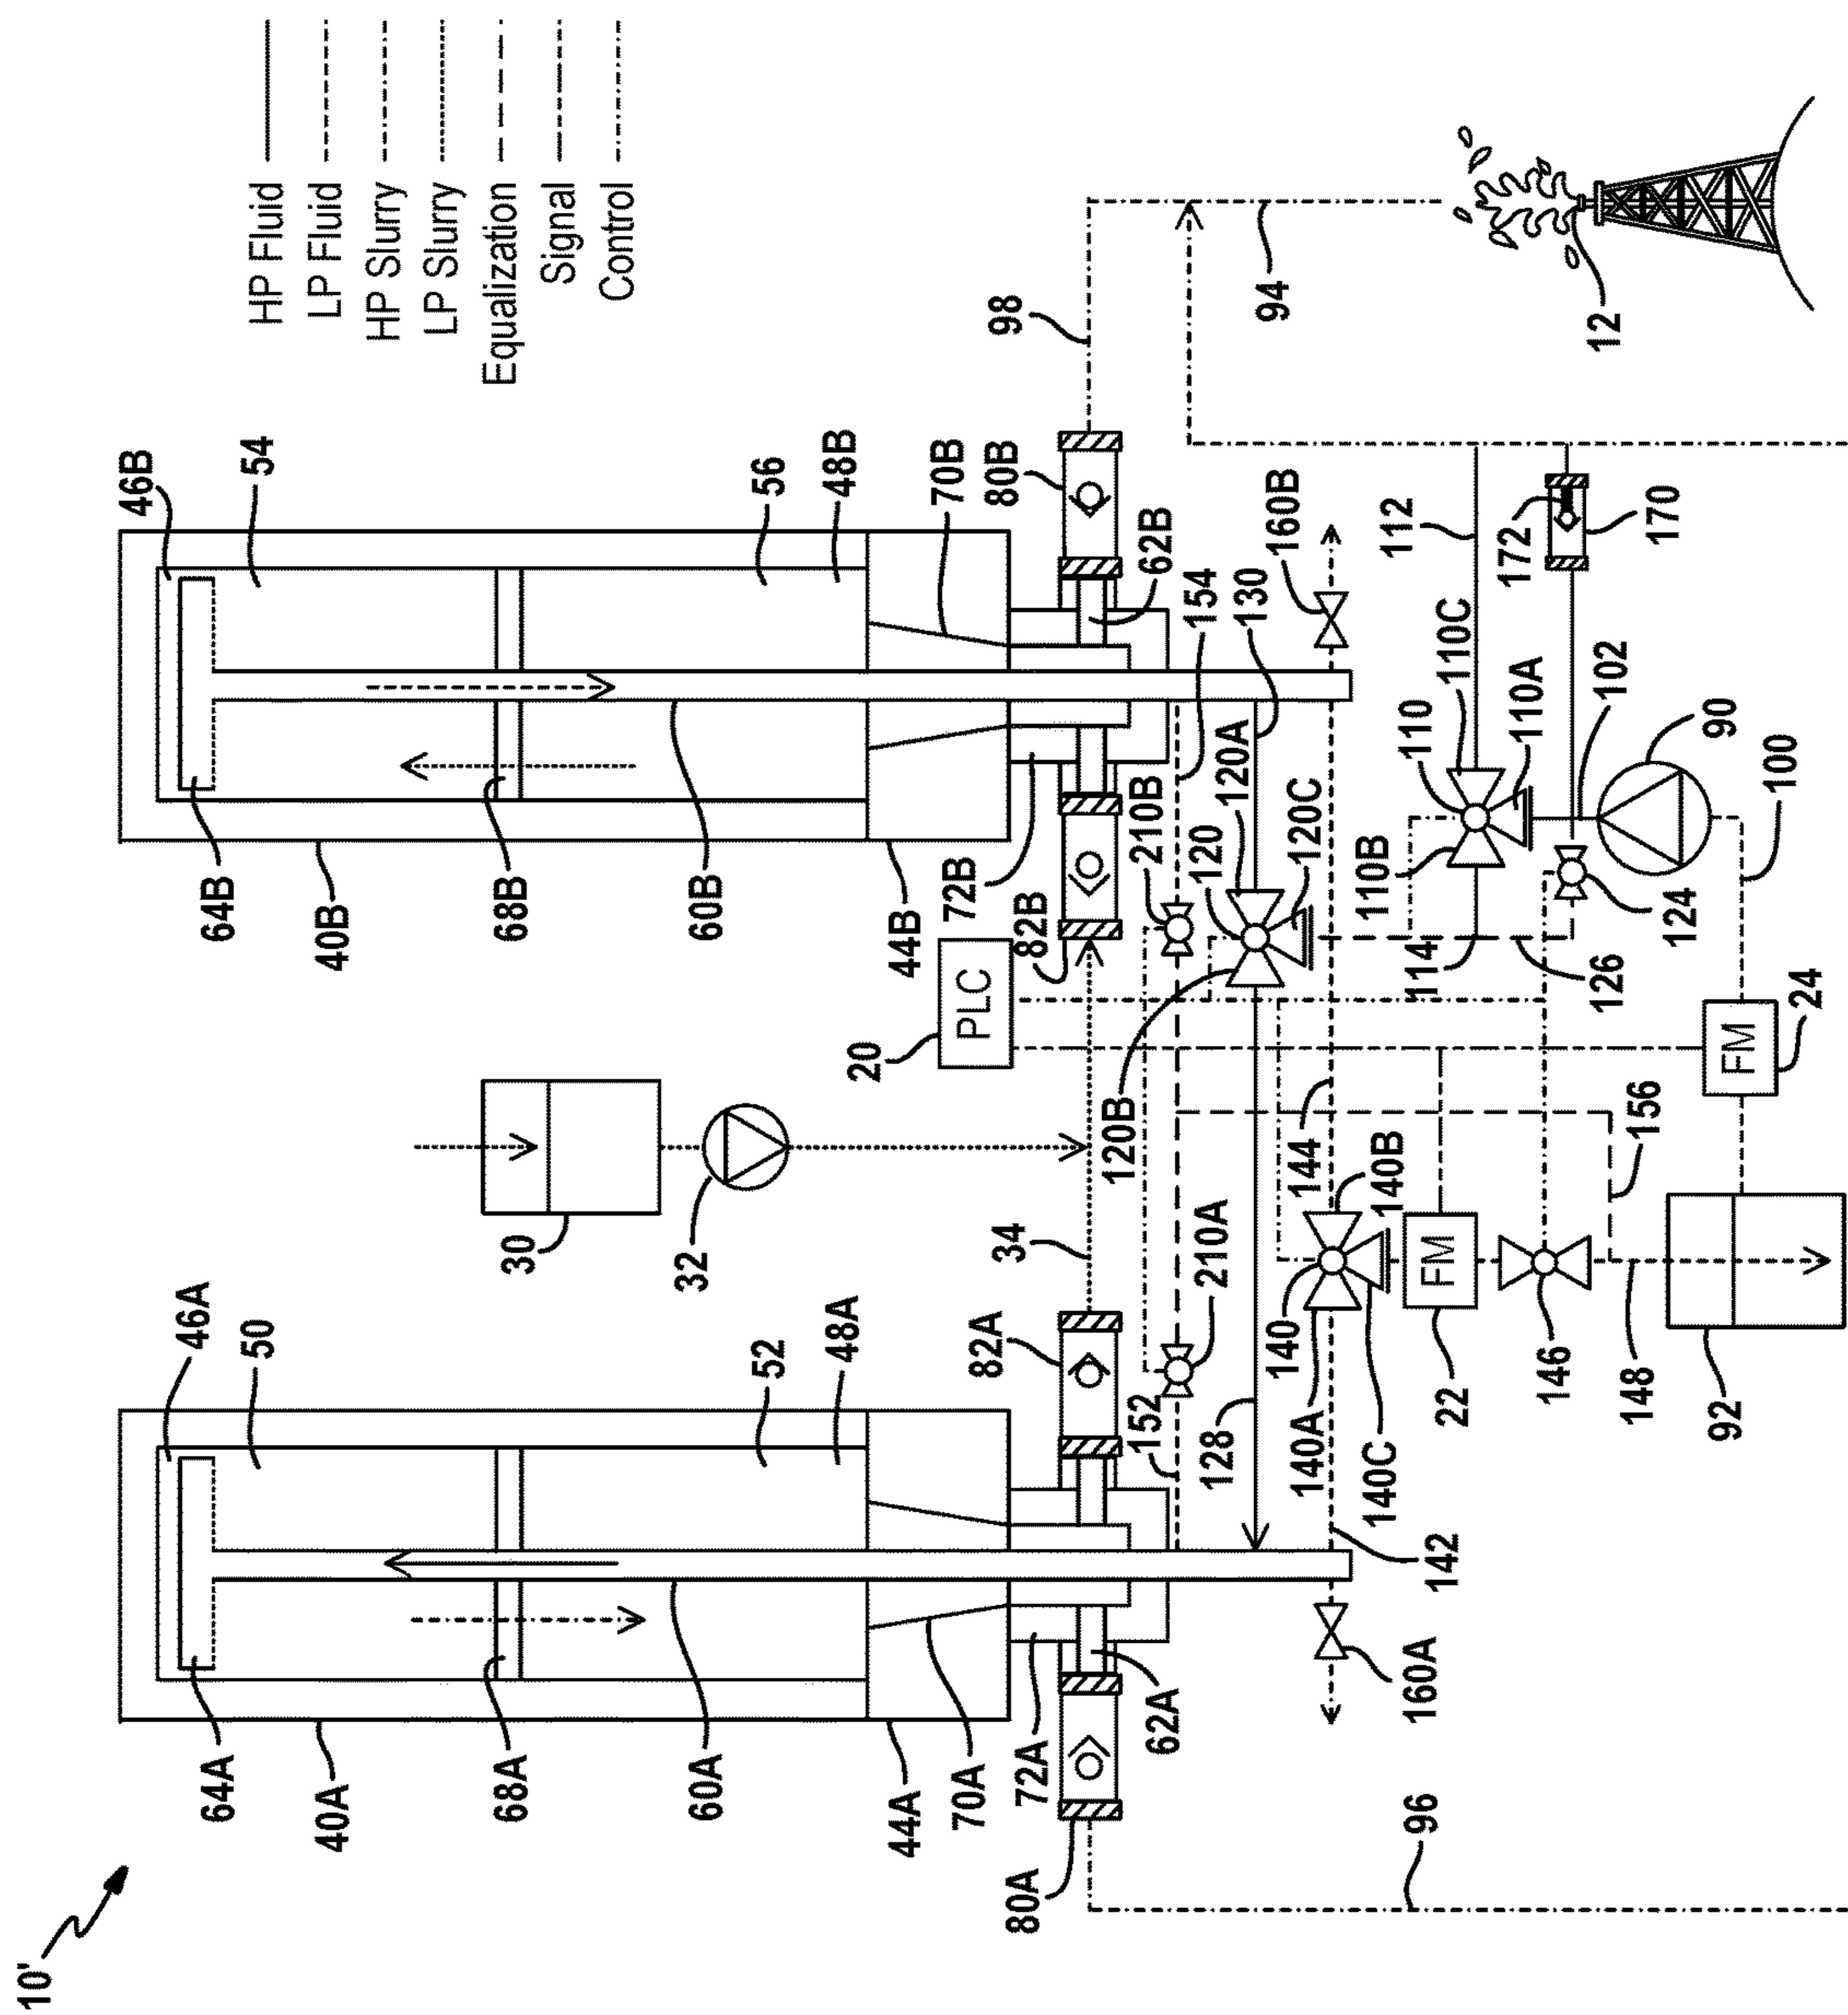 10'
HP Fluid
LP Fluid
HP Slurry
LP Slurry
Equalization
Signal
Control
46A
50
64A
40A
68A
60A
52
48A
44A
70A
72A
62A
80A
82A
96
30
32
34
20
PLC
46B
54
64B
40B
68B
60B
56
48B
44B
70B
72B
82B
80B
62B
98
94
12
152
210A
210B
154
128
120B
120
120A
120C
130
160A
142
140A
140
140B
140C
144
160B
22
FM
146
148
156
92
24
FM
100
90
102
124
126
114
110B
110
110A
110C
112
172
170